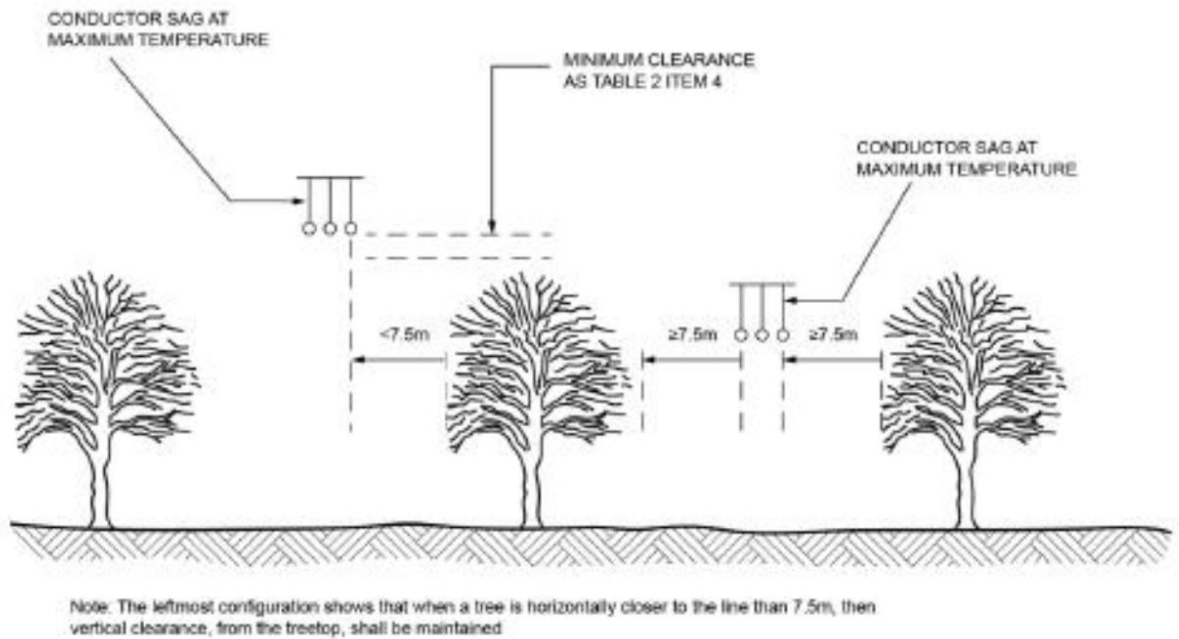 CONDUCTOR SAG AT
MAXIMUM TEMPERATURE
MINIMUM CLEARANCE
AS TABLE 2 ITEM 4
CONDUCTOR SAG AT
MAXIMUM TEMPERATURE
<7.5m
≥7.5m
≥7.5m
Note: The leftmost configuration shows that when a tree is horizontally closer to the line than 7.5m, then
vertical clearance, from the treetop, shall be maintained